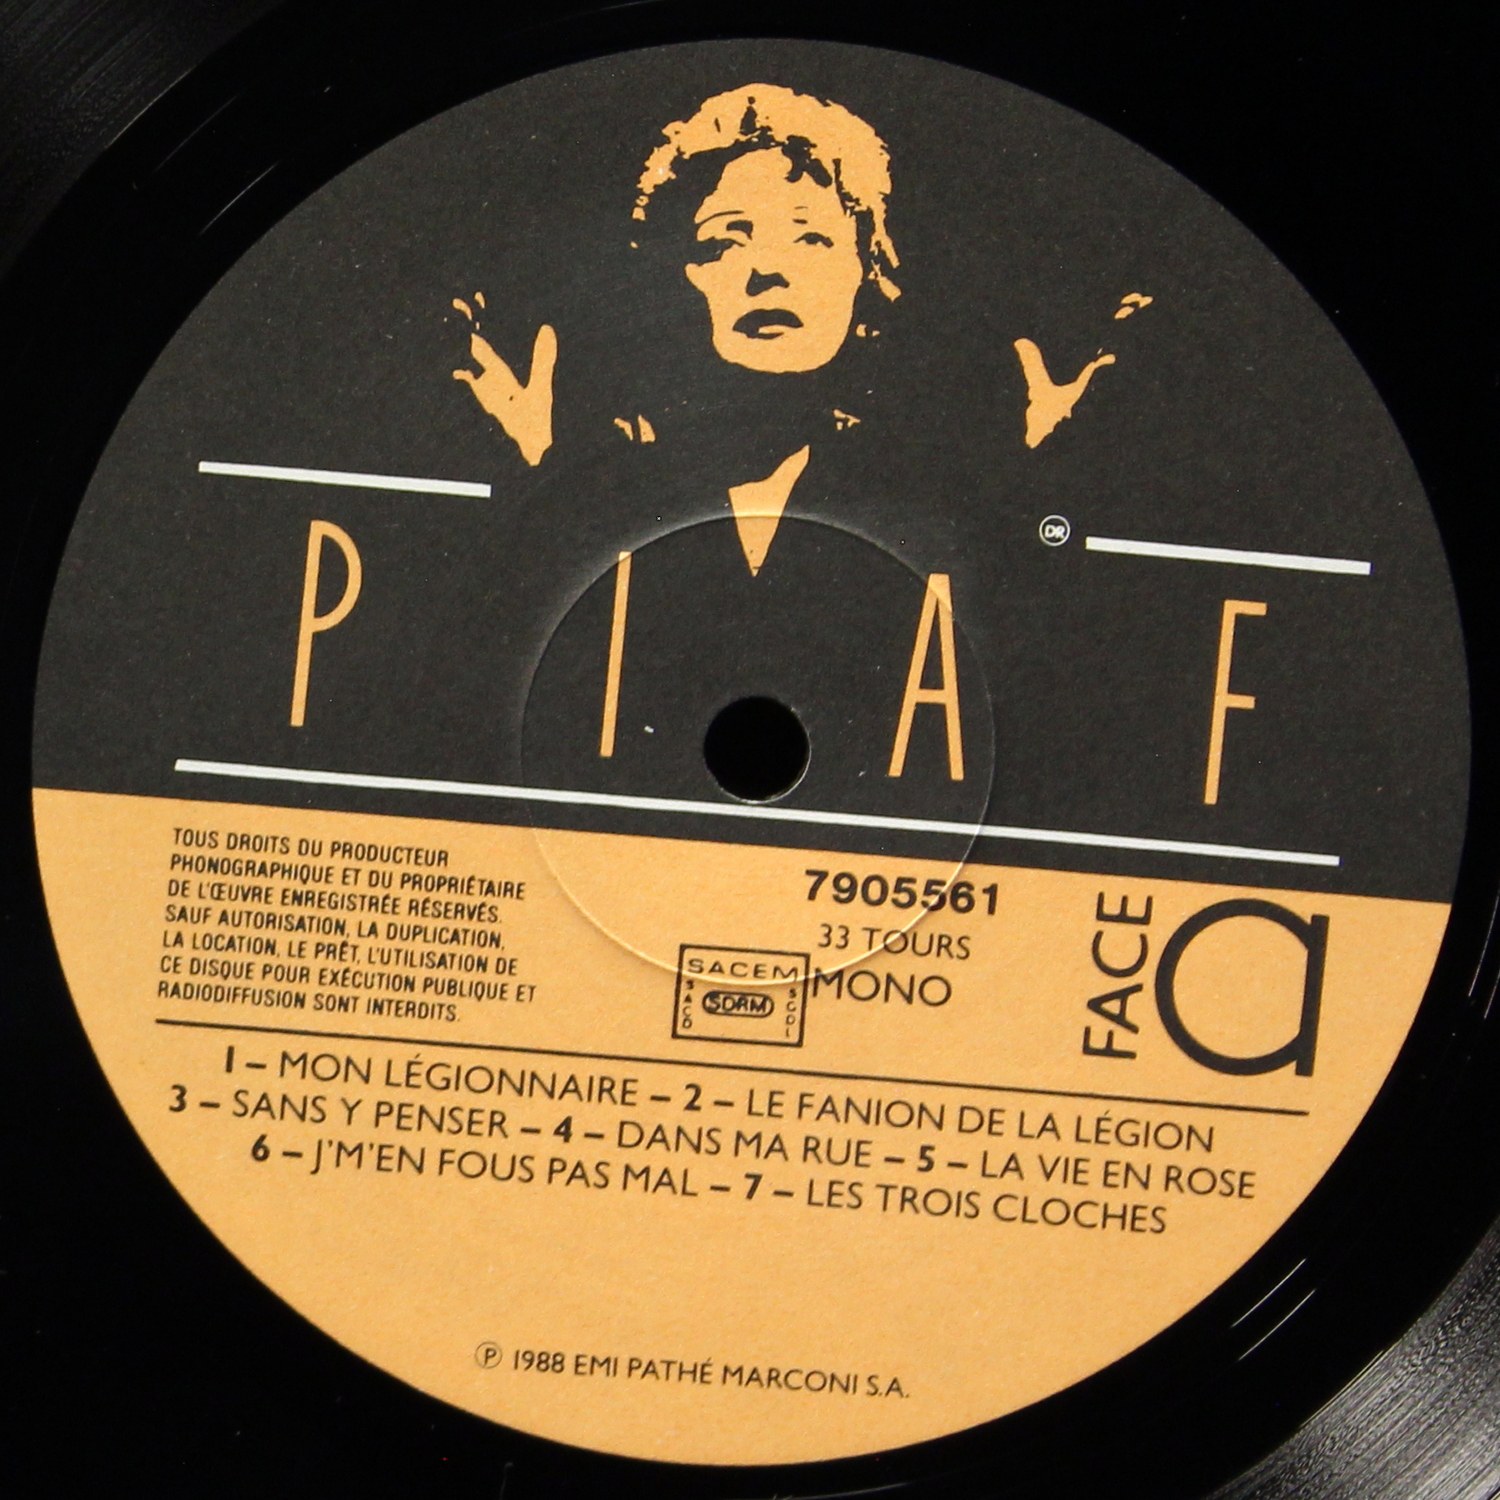 DR
P I A F
TOUS DROITS DU PRODUCTEUR
PHONOGRAPHIQUE ET DU PROPRIÉTAIRE
DE L'ŒUVRE ENREGISTRÉE RÉSERVÉS.
SAUF AUTORISATION, LA DUPLICATION,
LA LOCATION, LE PRÊT, L'UTILISATION DE
CE DISQUE POUR EXÉCUTION PUBLIQUE ET
RADIODIFFUSION SONT INTERDITS.
7905561
33 TOURS
MONO
SACEM
SACD
SDRM
SGDL
FACE
a
1 – MON LÉGIONNAIRE – 2 – LE FANION DE LA LÉGION
3 – SANS Y PENSER – 4 – DANS MA RUE – 5 – LA VIE EN ROSE
6 – J'M'EN FOUS PAS MAL – 7 – LES TROIS CLOCHES
Ⓟ 1988 EMI PATHÉ MARCONI S.A.